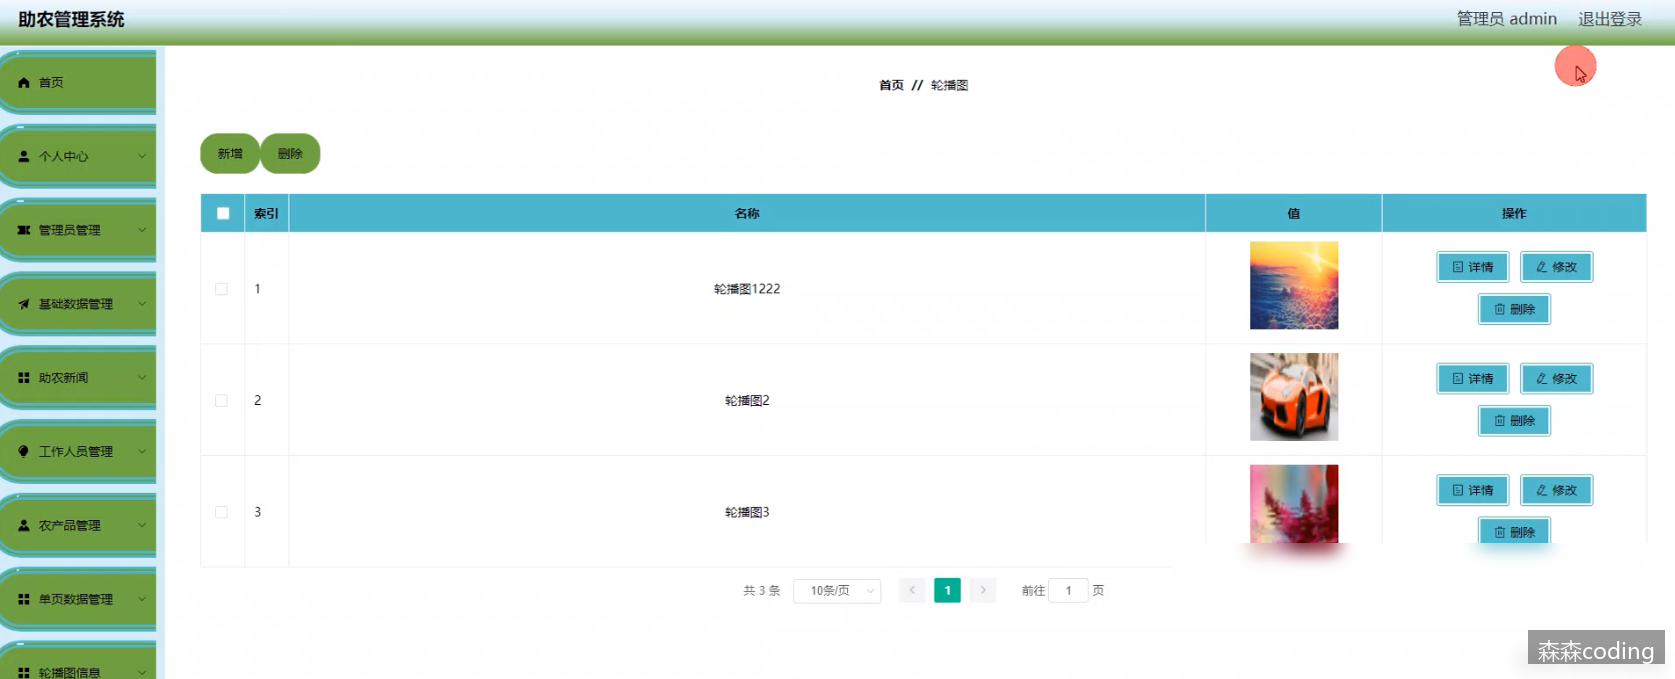 助农管理系统
管理员 admin 退出登录
首页
个人中心
管理员管理
基础数据管理
助农新闻
工作人员管理
农产品管理
单页数据管理
轮播图信息
首页 // 轮播图
新增 删除
索引 名称 值 操作
1 轮播图1222 详情 修改
删除
2 轮播图2 详情 修改
删除
3 轮播图3 详情 修改
删除
共 3 条 10条/页 1 前往 1 页
森森coding